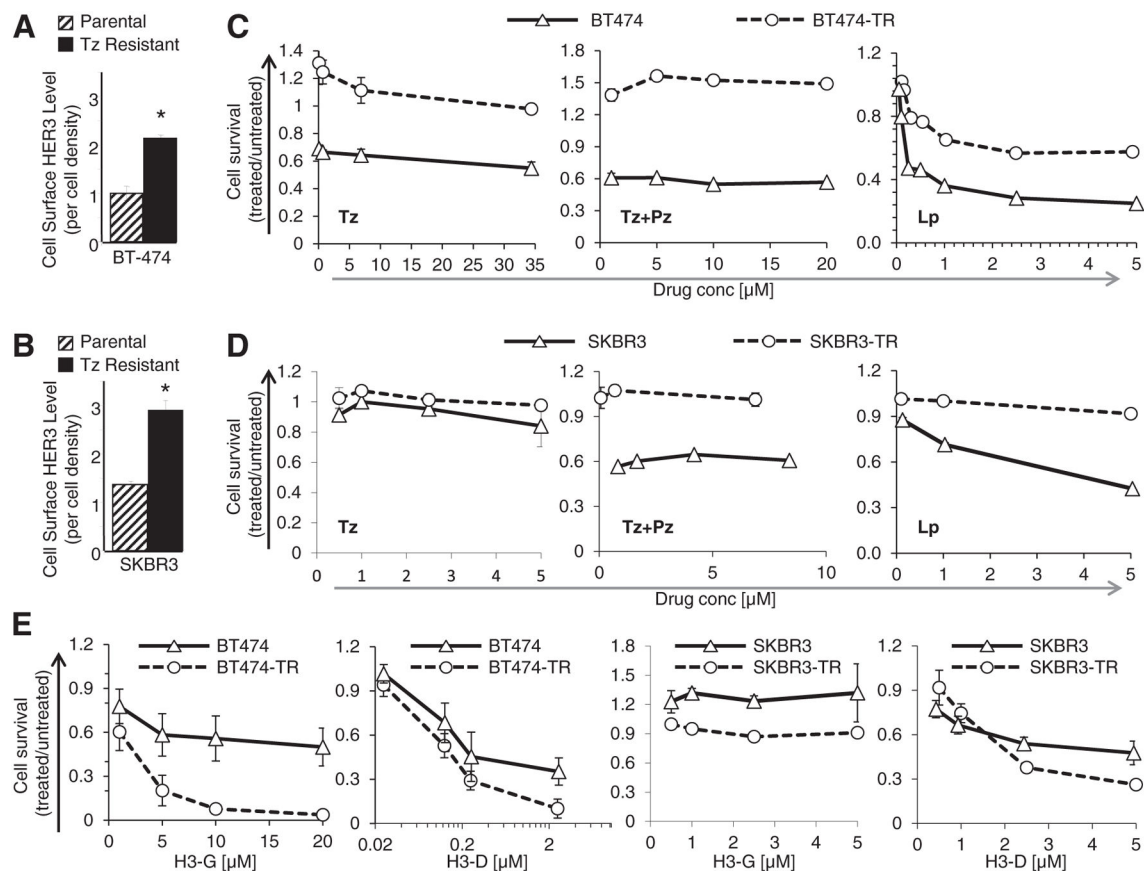 A
Parental
Tz Resistant
Cell Surface HER3 Level
(per cell density)
3
2
1
0
*
BT-474
C
BT474
BT474-TR
Cell survival
(treated/untreated)
1.4
1.2
1
0.8
0.6
0.4
0.2
0
Tz
0 5 10 15 20 25 30 35
1.8
1.5
1.2
0.9
0.6
0.3
0
Tz+Pz
0 5 10 15 20
1.0
0.8
0.6
0.4
0.2
0.0
Lp
0 1 2 3 4 5
Drug conc [µM]
B
Parental
Tz Resistant
Cell Surface HER3 Level
(per cell density)
3
2
1
0
*
SKBR3
D
SKBR3
SKBR3-TR
Cell survival
(treated/untreated)
1.2
1
0.8
0.6
0.4
0.2
0
Tz
0 1 2 3 4 5
1.2
0.9
0.6
0.3
0
Tz+Pz
0 5 10
1.2
0.9
0.6
0.3
0.0
Lp
0 1 2 3 4 5
Drug conc [µM]
E
Cell survival
(treated/untreated)
BT474
BT474-TR
1.2
0.9
0.6
0.3
0
0 5 10 15 20
H3-G [µM]
BT474
BT474-TR
1.2
0.9
0.6
0.3
0
0.02 0.2 2
H3-D [µM]
SKBR3
SKBR3-TR
1.8
1.5
1.2
0.9
0.6
0.3
0
0 1 2 3 4 5
H3-G [µM]
SKBR3
SKBR3-TR
1.2
0.9
0.6
0.3
0
0 1 2 3 4 5
H3-D [µM]